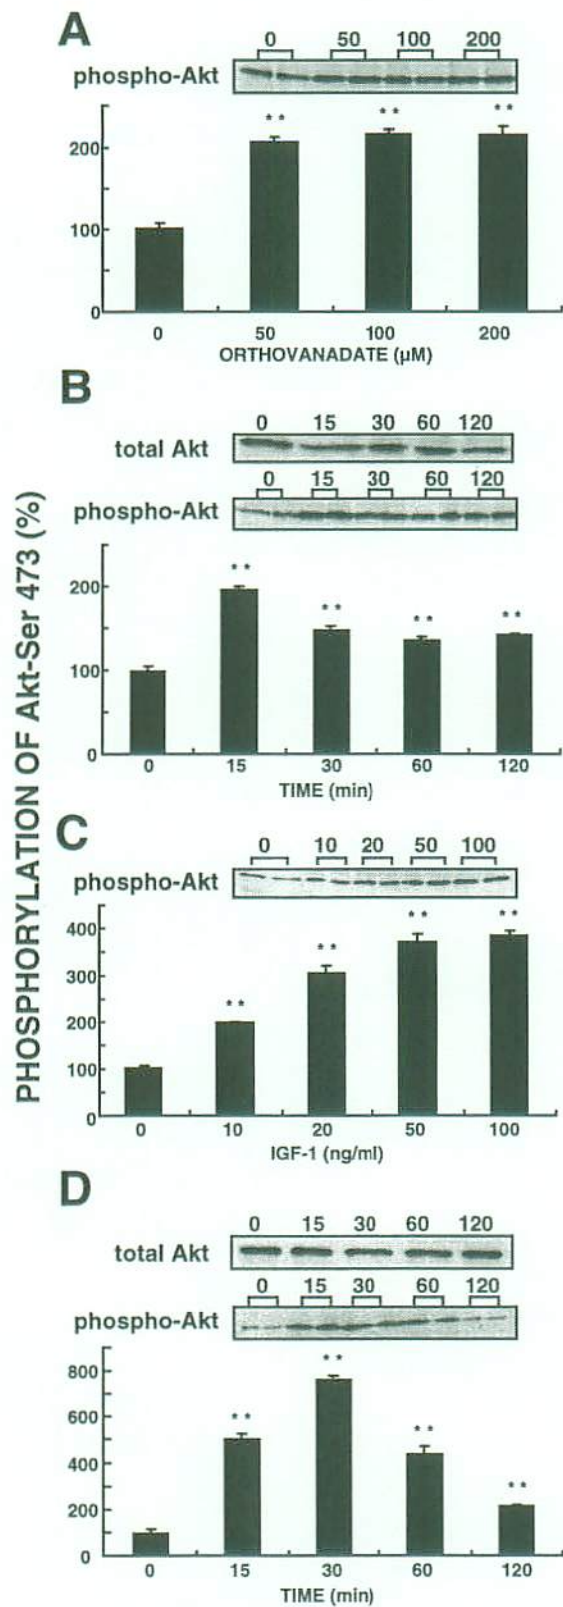 PHOSPHORYLATION OF Akt-Ser 473 (%)
A
0 50 100 200
phospho-Akt
** ** **
200
100
0
0 50 100 200
ORTHOVANADATE (µM)
B
0 15 30 60 120
total Akt
0 15 30 60 120
phospho-Akt
** ** ** **
200
100
0
0 15 30 60 120
TIME (min)
C
0 10 20 50 100
phospho-Akt
** ** ** **
400
300
200
100
0
0 10 20 50 100
IGF-1 (ng/ml)
D
0 15 30 60 120
total Akt
0 15 30 60 120
phospho-Akt
** ** ** **
800
600
400
200
0
0 15 30 60 120
TIME (min)